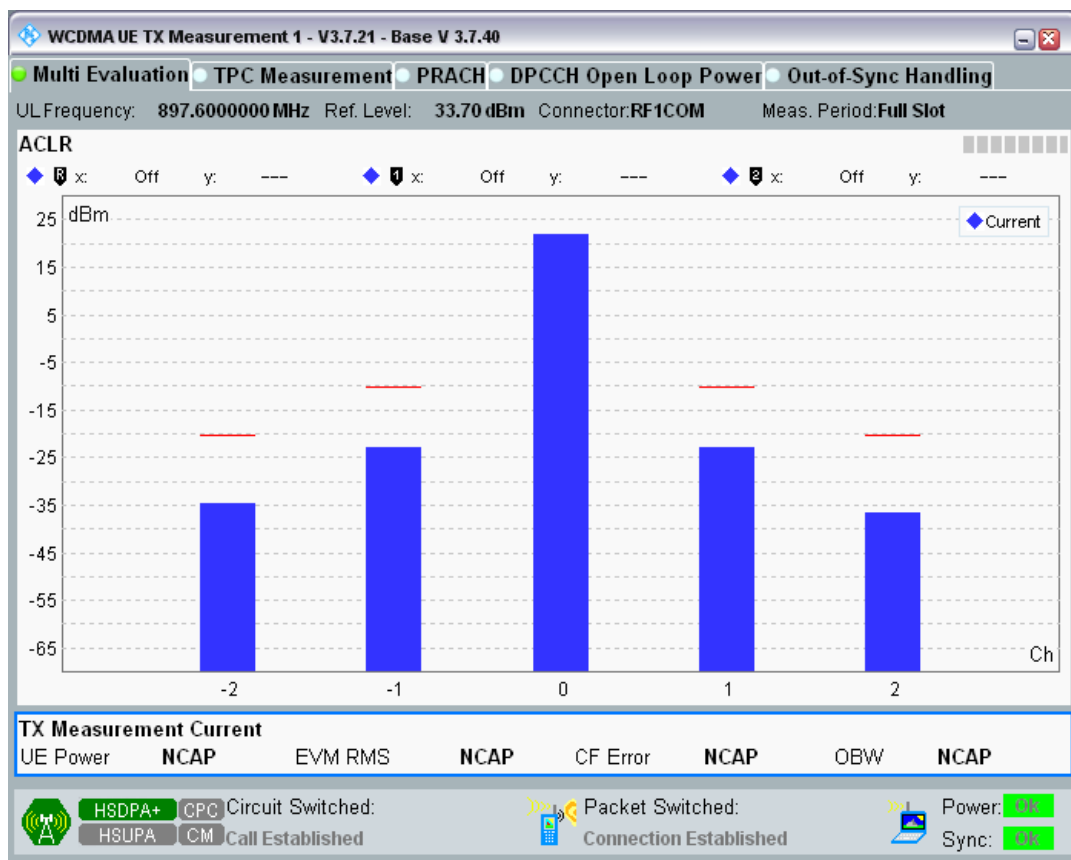 WCDMA UE TX Measurement 1 - V3.7.21 - Base V 3.7.40
Multi Evaluation TPC Measurement PRACH DPCCH Open Loop Power Out-of-Sync Handling
UL Frequency: 897.6000000 MHz Ref. Level: 33.70 dBm Connector: RF1COM Meas. Period: Full Slot
ACLR
R x: Off y: --- 1 x: Off y: --- 2 x: Off y: ---
dBm
Current
25
15
5
-5
-15
-25
-35
-45
-55
-65
Ch
-2 -1 0 1 2
TX Measurement Current
UE Power NCAP EVM RMS NCAP CF Error NCAP OBW NCAP
HSDPA+ CPC Circuit Switched: Packet Switched: Power: OK
HSUPA CM Call Established Connection Established Sync: OK